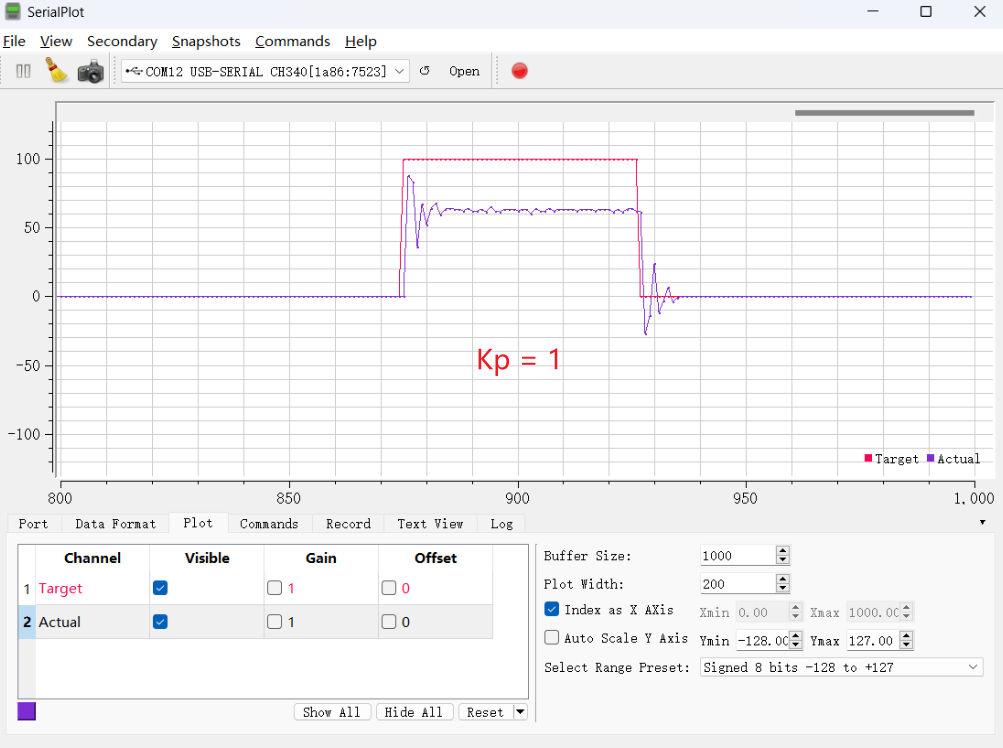 SerialPlot
File View Secondary Snapshots Commands Help
COM12 USB-SERIAL CH340[1a86:7523] Open
100
50
0
-50
-100
Kp = 1
Target Actual
800 850 900 950 1,000
Port Data Format Plot Commands Record Text View Log
Channel Visible Gain Offset
1 Target 1 0
2 Actual 1 0
Show All Hide All Reset
Buffer Size: 1000
Plot Width: 200
Index as X AXis Xmin 0.00 Xmax 1000.00
Auto Scale Y Axis Ymin -128.00 Ymax 127.00
Select Range Preset: Signed 8 bits -128 to +127